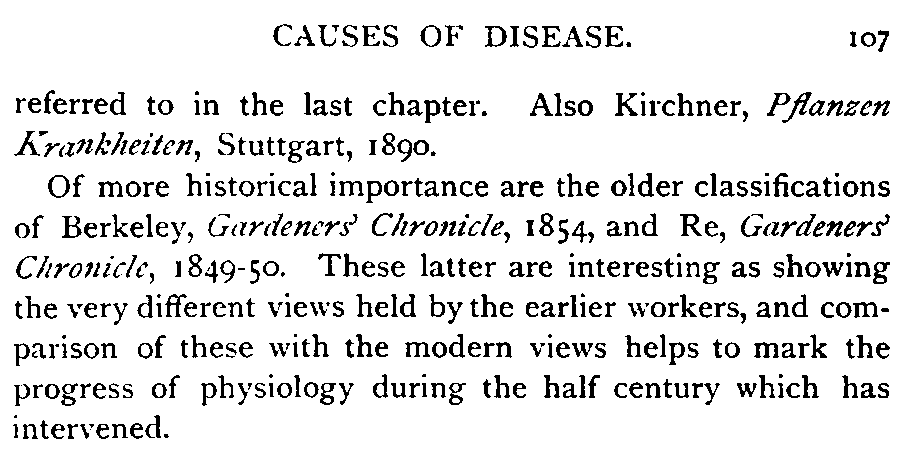 CAUSES OF DISEASE. 107
referred to in the last chapter. Also Kirchner, Pflanzen
Krankheiten, Stuttgart, 1890.
Of more historical importance are the older classifications
of Berkeley, Gardeners' Chronicle, 1854, and Re, Gardeners'
Chronicle, 1849-50. These latter are interesting as showing
the very different views held by the earlier workers, and com-
parison of these with the modern views helps to mark the
progress of physiology during the half century which has
intervened.